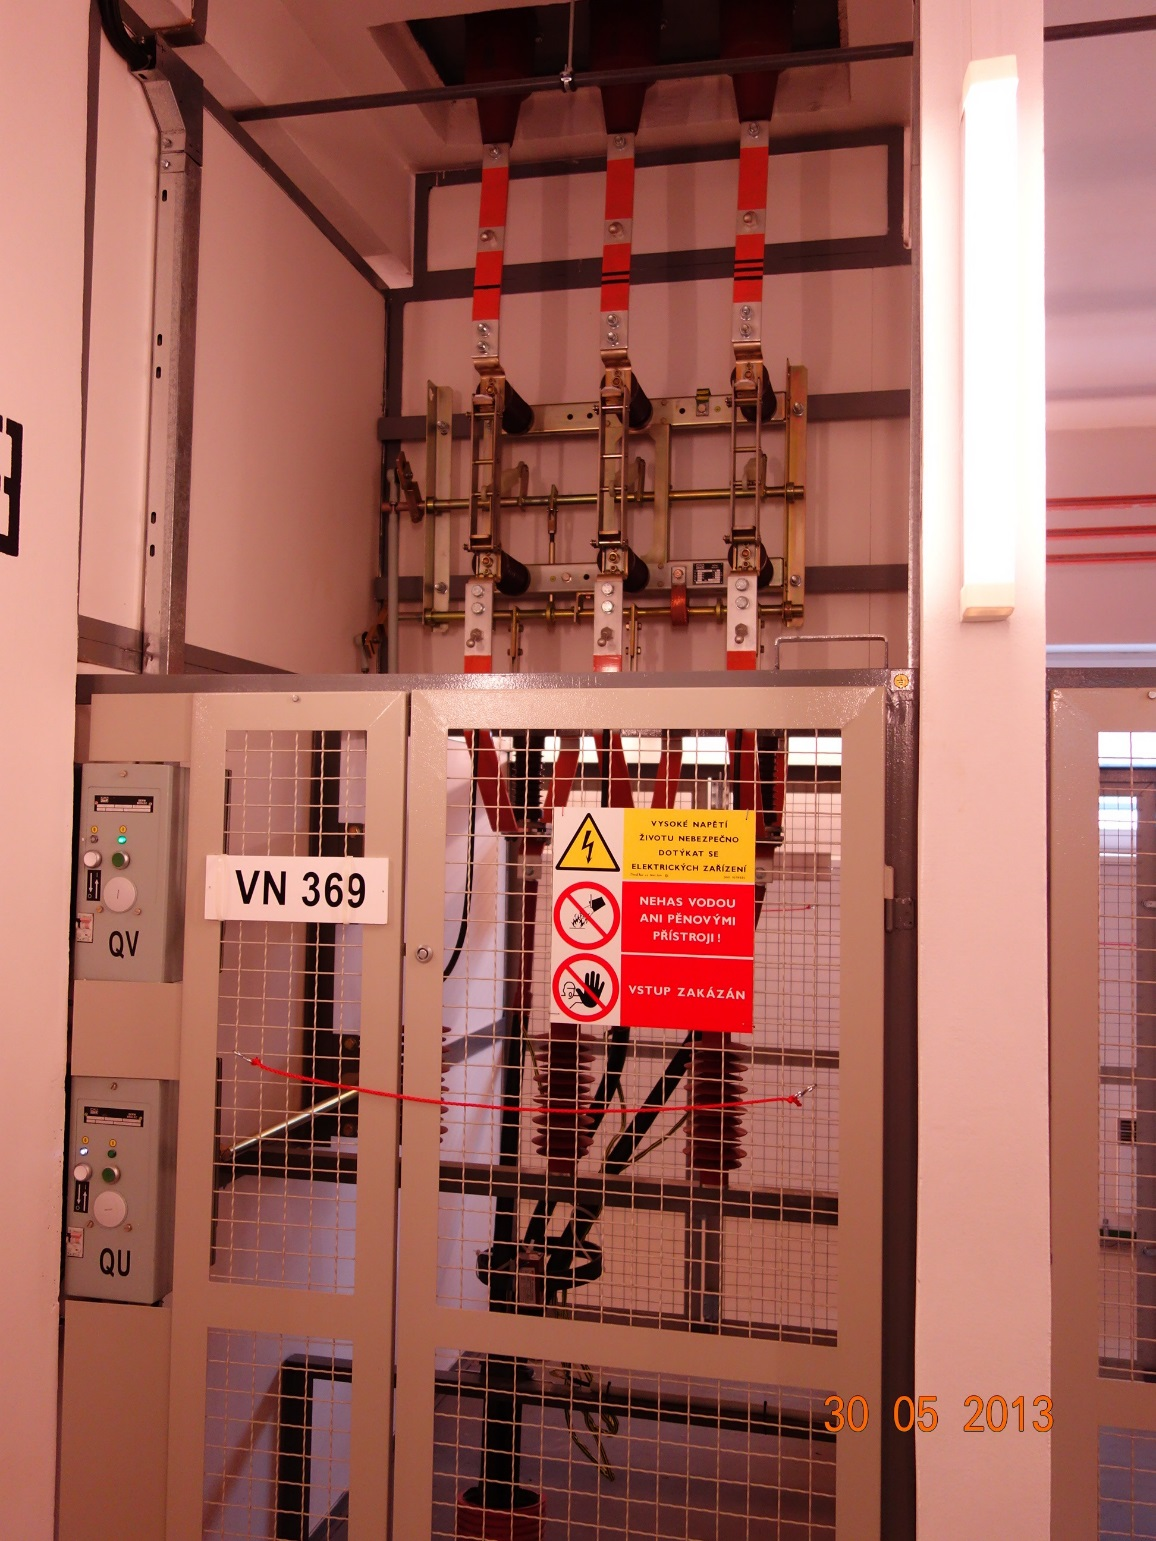 VN 369
VYSOKÉ NAPĚTÍ
ŽIVOTU NEBEZPEČNO
DOTÝKAT SE
ELEKTRICKÝCH ZAŘÍZENÍ
NEHAS VODOU
ANI PĚNOVÝMI
PŘÍSTROJI !
VSTUP ZAKÁZÁN
QV
QU
30 05 2013